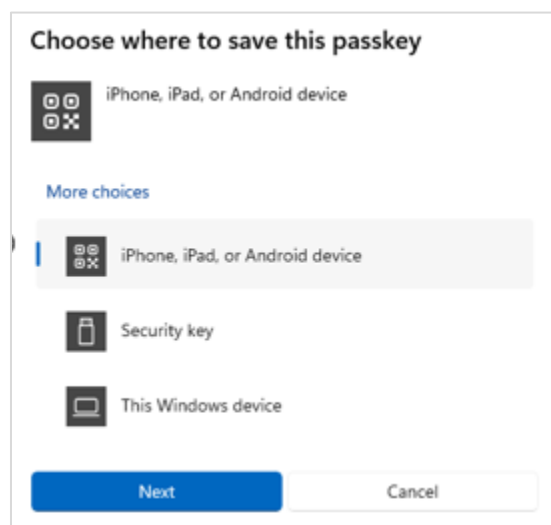 Choose where to save this passkey
iPhone, iPad, or Android device
More choices
iPhone, iPad, or Android device
Security key
This Windows device
Next
Cancel